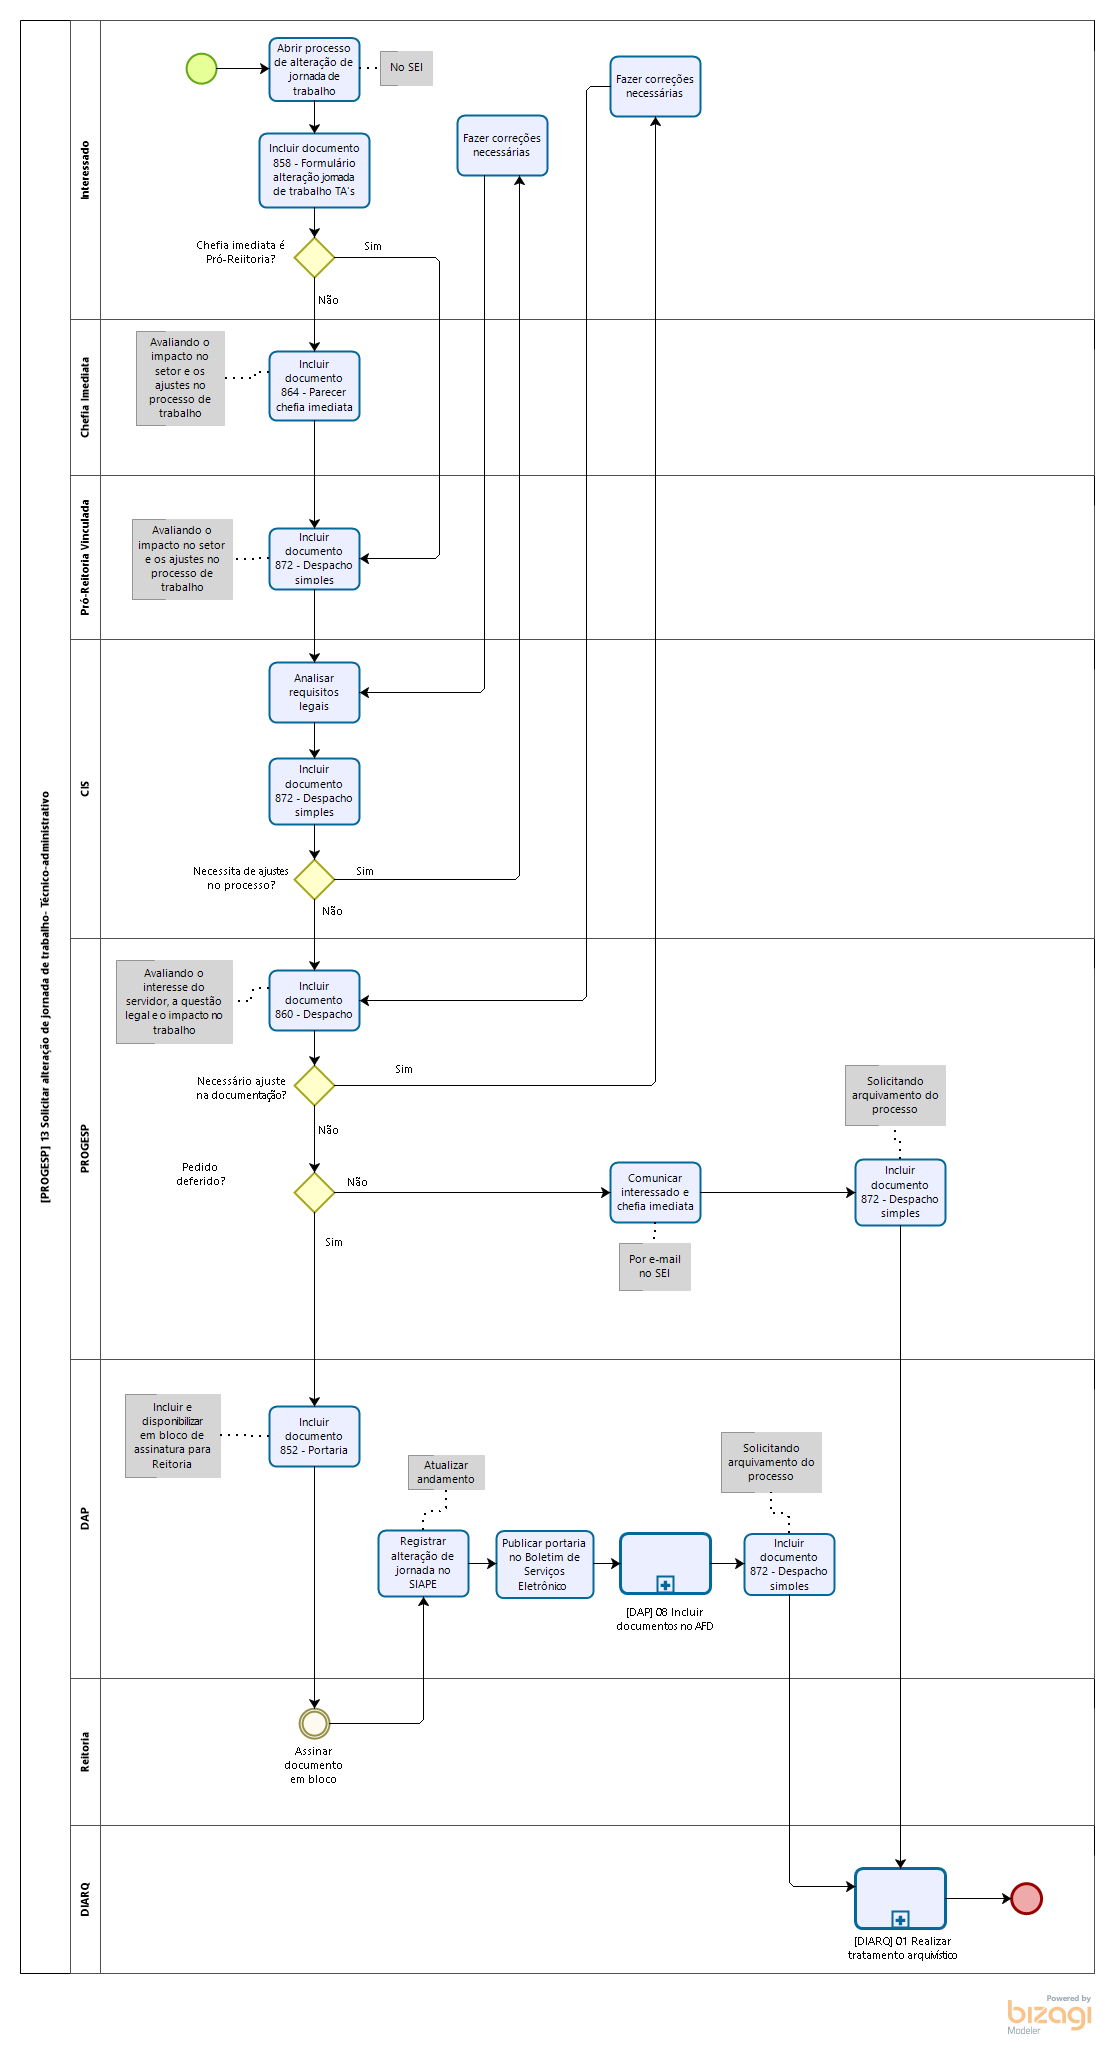 [PROGESP] 13 Solicitar alteração de jornada de trabalho- Técnico-administrativo
Interessado
Abrir processo
de alteração de
jornada de
trabalho
No SEI
Fazer correções
necessárias
Fazer correções
necessárias
Incluir documento
858 - Formulário
alteração jornada
de trabalho TA's
Chefia imediata é
Pró-Reiitoria?
Sim
Não
Chefia Imediata
Avaliando o
impacto no
setor e os
ajustes no
processo de
trabalho
Incluir
documento
864 - Parecer
chefia imediata
Pró-Reitoria Vinculada
Avaliando o
impacto no setor
e os ajustes no
processo de
trabalho
Incluir
documento
872 - Despacho
simples
CIS
Analisar
requisitos
legais
Incluir
documento
872 - Despacho
simples
Necessita de ajustes
no processo?
Sim
Não
PROGESP
Avaliando o
interesse do
servidor, a questão
legal e o impacto no
trabalho
Incluir
documento
860 - Despacho
Necessário ajuste
na documentação?
Sim
Não
Solicitando
arquivamento do
processo
Pedido
deferido?
Não
Sim
Comunicar
interessado e
chefia imediata
Incluir
documento
872 - Despacho
simples
Por e-mail
no SEI
DAP
Incluir e
disponibilizar
em bloco de
assinatura para
Reitoria
Incluir
documento
852 - Portaria
Atualizar
andamento
Solicitando
arquivamento do
processo
Registrar
alteração de
jornada no
SIAPE
Publicar portaria
no Boletim de
Serviços
Eletrônico
[DAP] 08 Incluir
documentos no AFD
Incluir
documento
872 - Despacho
simples
Reitoria
Assinar
documento
em bloco
DIARQ
[DIARQ] 01 Realizar
tratamento arquivístico
Powered by
bizagi
Modeler